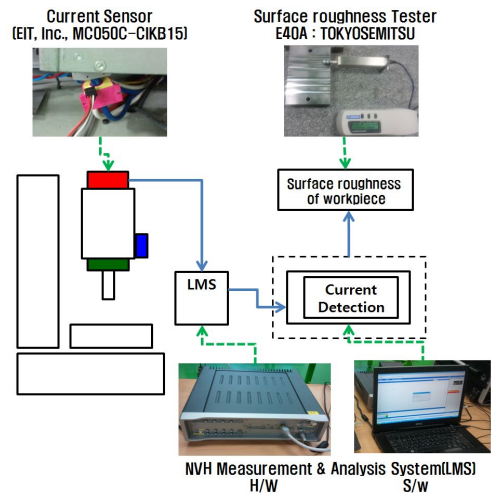 Current Sensor
(EIT, Inc., MC050C-CIKB15)
Surface roughness Tester
E40A : TOKYOSEMITSU
Surface roughness
of workpiece
LMS
Current
Detection
NVH Measurement & Analysis System(LMS)
H/W
S/w